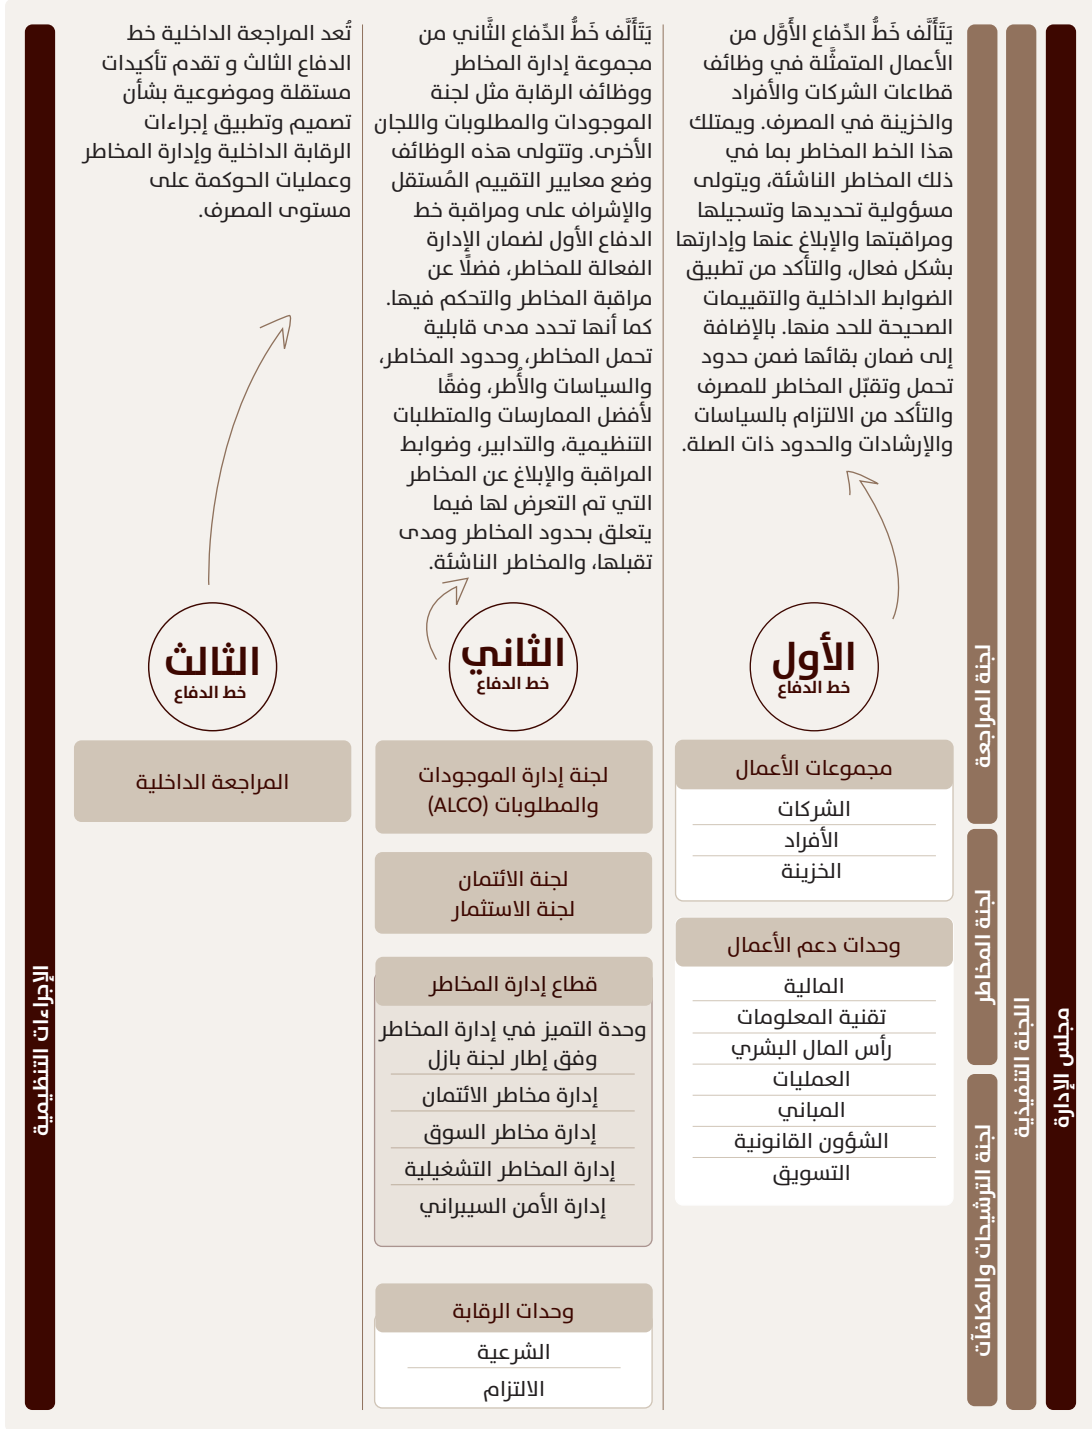 مجلس الإدارة
اللجنة التنفيذية
لجنة المراجعة
لجنة المخاطر
لجنة الترشيحات والمكافآت
يَتَأَلَّف خَطُّ الدِّفاع الأَوَّل من
الأعمال المتمثَّلة في وظائف
قطاعات الشركات والأفراد
والخزينة في المصرف. ويمتلك
هذا الخط المخاطر بما في
ذلك المخاطر الناشئة، ويتولى
مسؤولية تحديدها وتسجيلها
ومراقبتها والإبلاغ عنها وإدارتها
بشكل فعال، والتأكد من تطبيق
الضوابط الداخلية والتقييمات
الصحيحة للحد منها. بالإضافة
إلى ضمان بقائها ضمن حدود
تحمل وتقبّل المخاطر للمصرف
والتأكد من الالتزام بالسياسات
والإرشادات والحدود ذات الصلة.
الأول
خط الدفاع
مجموعات الأعمال
الشركات
الأفراد
الخزينة
وحدات دعم الأعمال
المالية
تقنية المعلومات
رأس المال البشري
العمليات
المباني
الشؤون القانونية
التسويق
يَتَأَلَّف خَطُّ الدِّفاع الثَّاني من
مجموعة إدارة المخاطر
ووظائف الرقابة مثل لجنة
الموجودات والمطلوبات واللجان
الأخرى. وتتولى هذه الوظائف
وضع معايير التقييم المُستقل
والإشراف على ومراقبة خط
الدفاع الأول لضمان الإدارة
الفعالة للمخاطر، فضلًا عن
مراقبة المخاطر والتحكم فيها.
كما أنها تحدد مدى قابلية
تحمل المخاطر، وحدود المخاطر،
والسياسات والأُطر، وفقًا
لأفضل الممارسات والمتطلبات
التنظيمية، والتدابير، وضوابط
المراقبة والإبلاغ عن المخاطر
التي تم التعرض لها فيما
يتعلق بحدود المخاطر ومدى
تقبلها، والمخاطر الناشئة.
الثاني
خط الدفاع
لجنة إدارة الموجودات
والمطلوبات (ALCO)
لجنة الائتمان
لجنة الاستثمار
قطاع إدارة المخاطر
وحدة التميز في إدارة المخاطر
وفق إطار لجنة بازل
إدارة مخاطر الائتمان
إدارة مخاطر السوق
إدارة المخاطر التشغيلية
إدارة الأمن السيبراني
وحدات الرقابة
الشرعية
الالتزام
تُعد المراجعة الداخلية خط
الدفاع الثالث و تقدم تأكيدات
مستقلة وموضوعية بشأن
تصميم وتطبيق إجراءات
الرقابة الداخلية وإدارة المخاطر
وعمليات الحوكمة على
مستوى المصرف.
الثالث
خط الدفاع
المراجعة الداخلية
الإجراءات التنظيمية